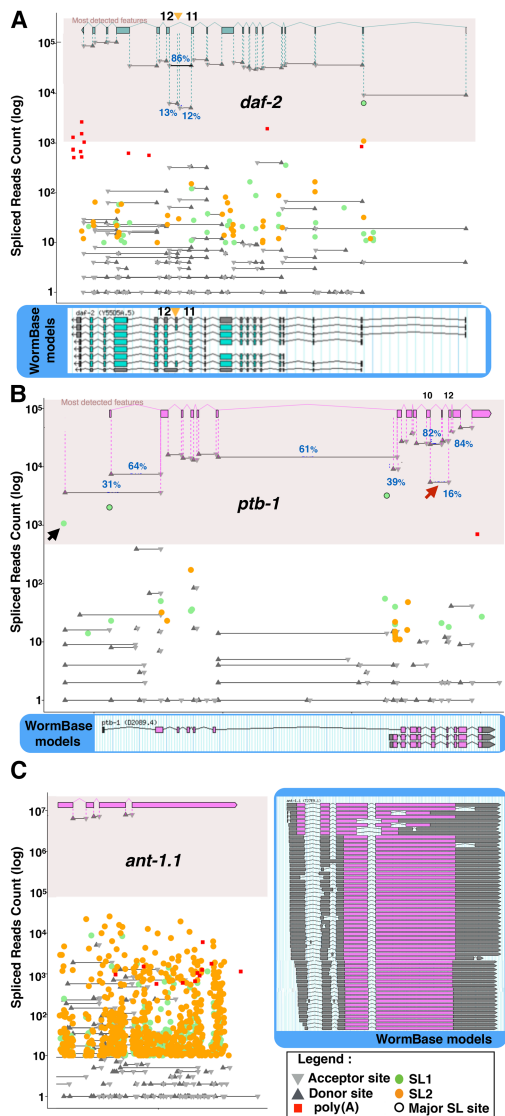 A
12 11
Most detected features
10⁵
86%
10⁴
daf-2
13% 12%
10³
10²
10
1
Spliced Reads Count (log)
12 11
daf-2 (Y55D5A.5)
WormBase models
B
10 12
10⁵
Most detected features
82%
61%
84%
64%
10⁴
31%
39%
16%
ptb-1
10³
10²
10
1
Spliced Reads Count (log)
ptb-1 (D2089.4)
WormBase models
C
10⁷
10⁶
ant-1.1
10⁵
10⁴
10³
10²
10
1
Spliced Reads Count (log)
WormBase models
Legend :
Acceptor site
Donor site
poly(A)
SL1
SL2
Major SL site